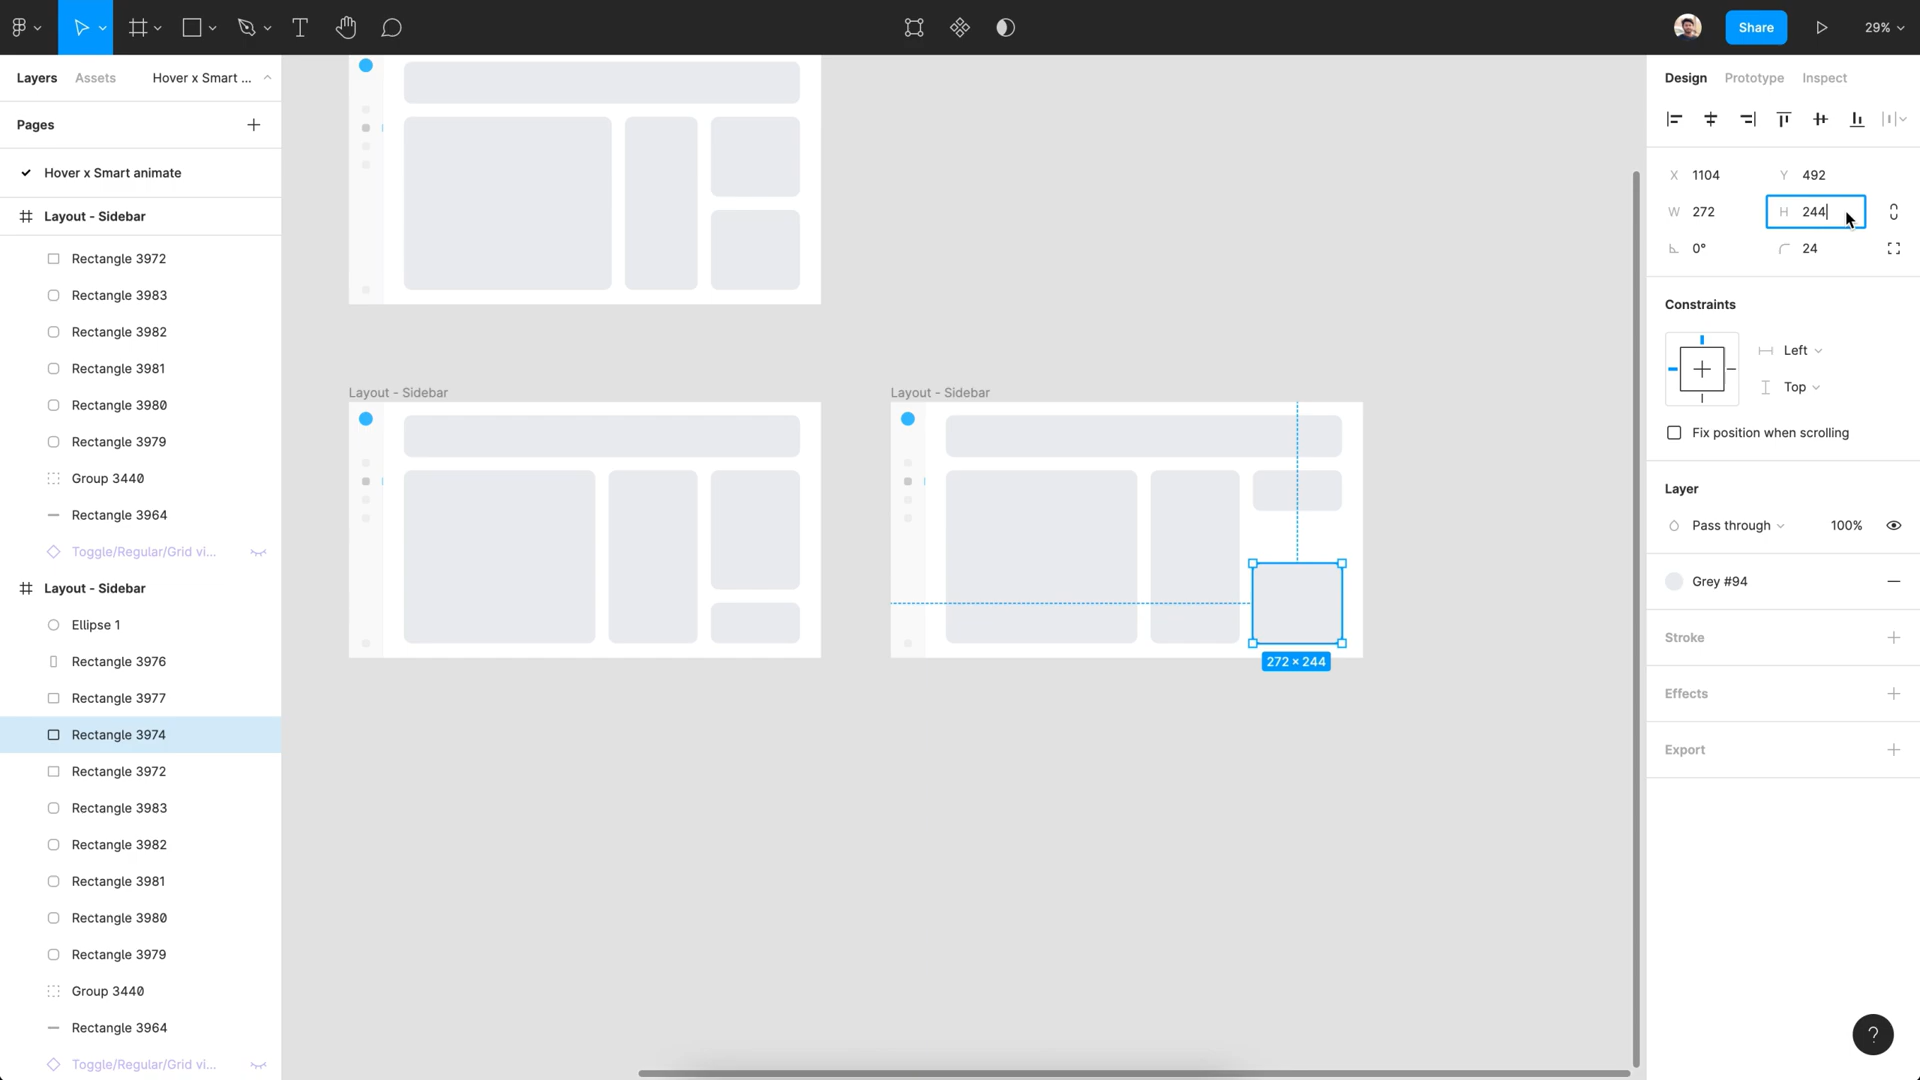 Share
29%
Layers
Assets
Hover x Smart ...
Pages
Hover x Smart animate
Layout - Sidebar
Rectangle 3972
Rectangle 3983
Rectangle 3982
Rectangle 3981
Rectangle 3980
Rectangle 3979
Group 3440
Rectangle 3964
Toggle/Regular/Grid vi...
Layout - Sidebar
Ellipse 1
Rectangle 3976
Rectangle 3977
Rectangle 3974
Rectangle 3972
Rectangle 3983
Rectangle 3982
Rectangle 3981
Rectangle 3980
Rectangle 3979
Group 3440
Rectangle 3964
Toggle/Regular/Grid vi...
Layout - Sidebar
Layout - Sidebar
272 × 244
Design
Prototype
Inspect
X 1104
Y 492
W 272
H 244
0°
24
Constraints
Left
Top
Fix position when scrolling
Layer
Pass through
100%
Grey #94
Stroke
Effects
Export
?